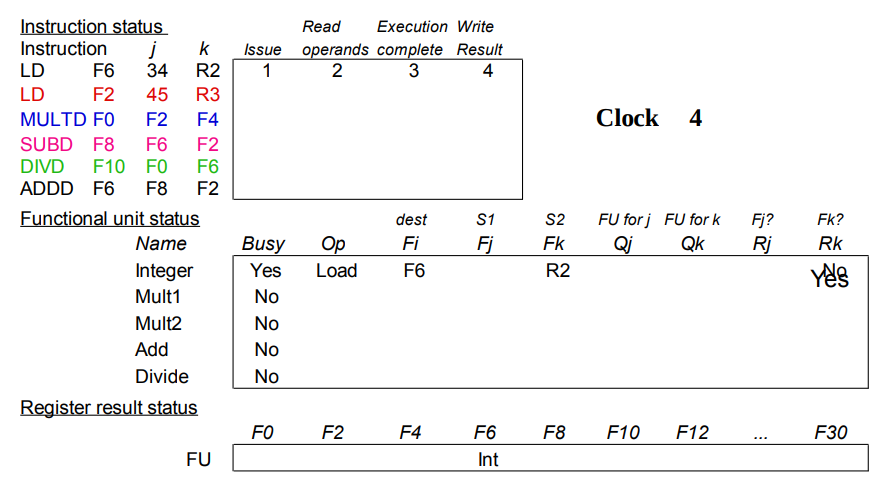 Instruction status Read Execution Write
Instruction j k Issue operands complete Result
LD F6 34 R2 1 2 3 4
LD F2 45 R3
MULTD F0 F2 F4 Clock 4
SUBD F8 F6 F2
DIVD F10 F0 F6
ADDD F6 F8 F2
Functional unit status dest S1 S2 FU for j FU for k Fj? Fk?
Name Busy Op Fi Fj Fk Qj Qk Rj Rk
Integer Yes Load F6 R2 No
Yes
Mult1 No
Mult2 No
Add No
Divide No
Register result status
F0 F2 F4 F6 F8 F10 F12 ... F30
FU Int